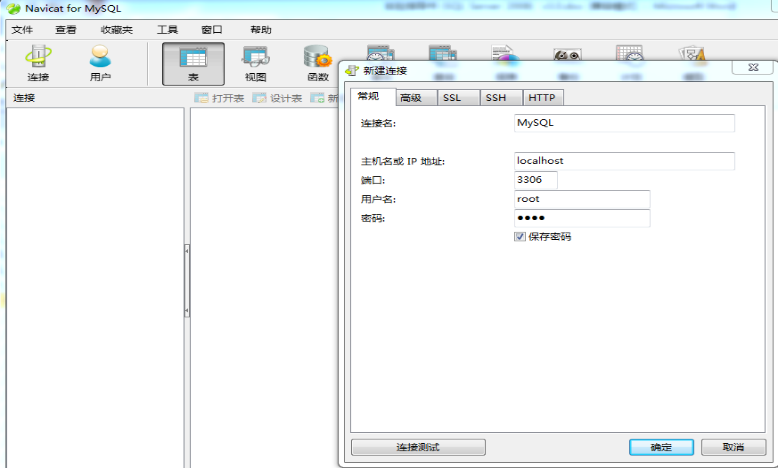 Navicat for MySQL
文件 查看 收藏夹 工具 窗口 帮助
连接 用户 表 视图 函数
连接 打开表 设计表
新建连接
常规 高级 SSL SSH HTTP
连接名: MySQL
主机名或 IP 地址: localhost
端口: 3306
用户名: root
密码: ●●●●
保存密码
连接测试 确定 取消